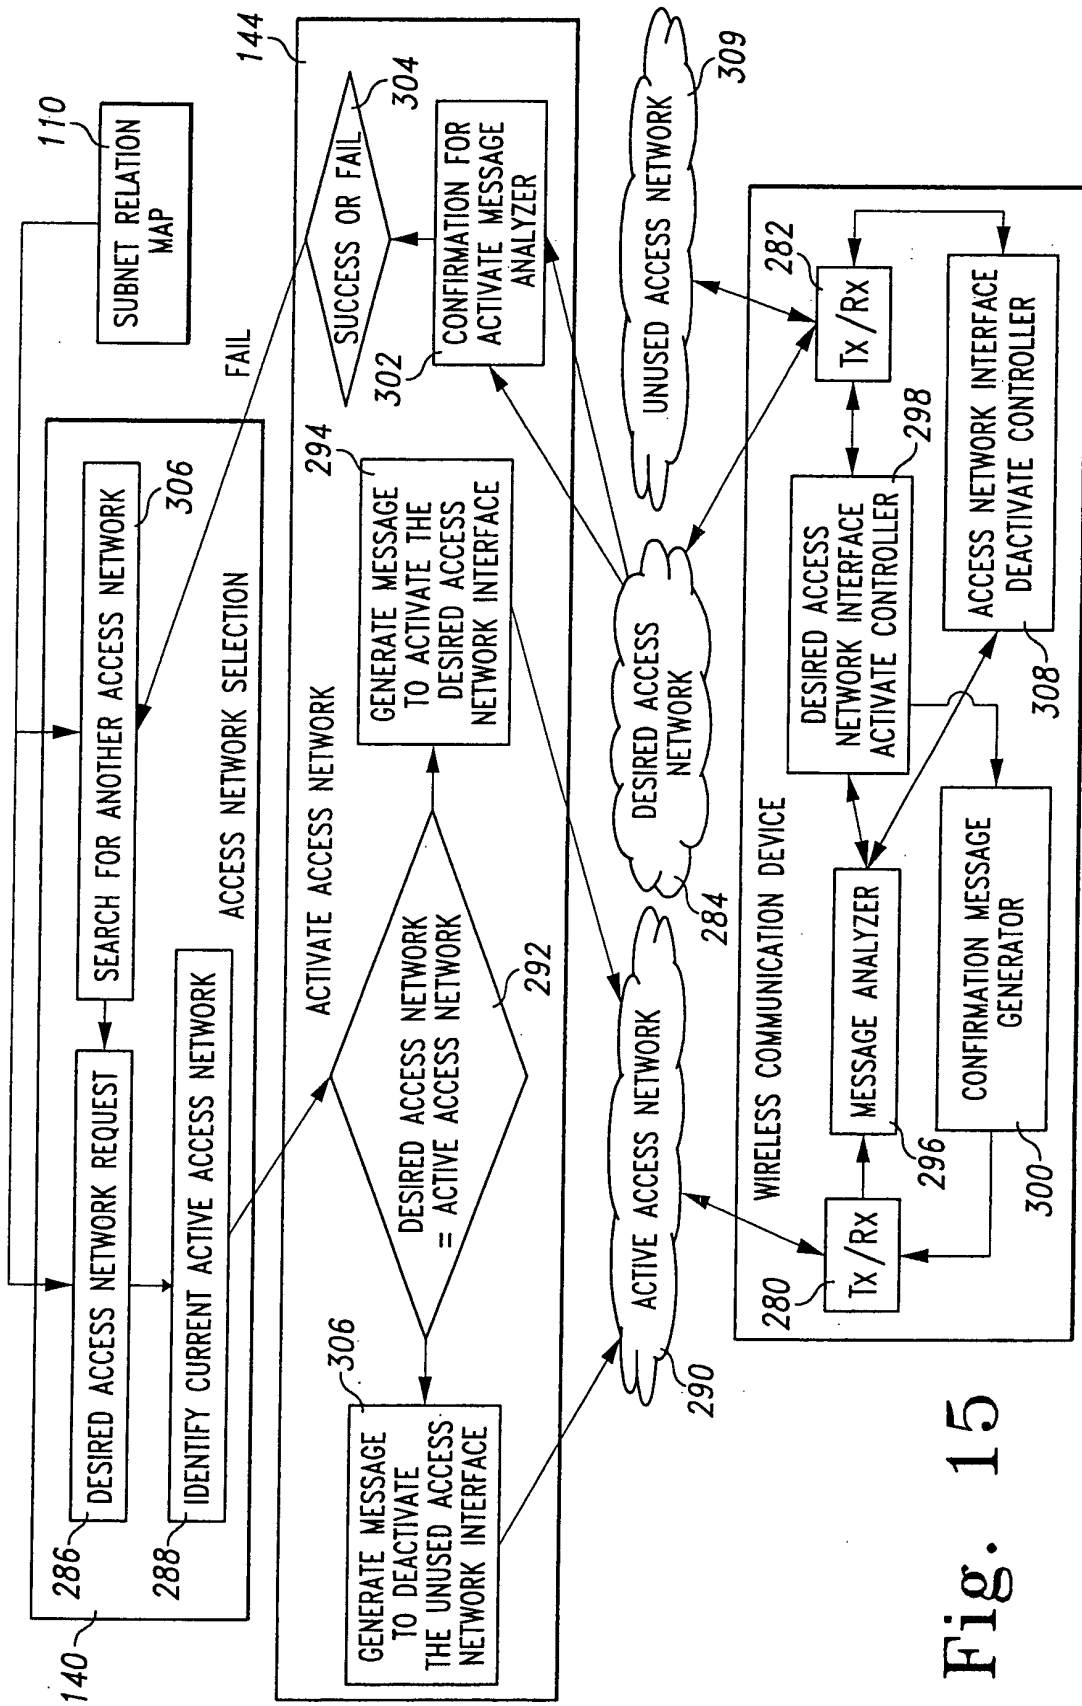 110
SUBNET RELATION
MAP
140
286
DESIRED ACCESS NETWORK REQUEST
SEARCH FOR ANOTHER ACCESS NETWORK
306
288
IDENTIFY CURRENT ACTIVE ACCESS NETWORK
ACCESS NETWORK SELECTION
FAIL
144
ACTIVATE ACCESS NETWORK
306
GENERATE MESSAGE
TO DEACTIVATE
THE UNUSED ACCESS
NETWORK INTERFACE
DESIRED ACCESS NETWORK
= ACTIVE ACCESS NETWORK
292
294
GENERATE MESSAGE
TO ACTIVATE THE
DESIRED ACCESS
NETWORK INTERFACE
SUCCESS OR FAIL
304
302
CONFIRMATION FOR
ACTIVATE MESSAGE
ANALYZER
ACTIVE ACCESS NETWORK
290
DESIRED ACCESS
NETWORK
284
UNUSED ACCESS NETWORK
309
WIRELESS COMMUNICATION DEVICE
280
Tx/Rx
MESSAGE ANALYZER
296
DESIRED ACCESS
NETWORK INTERFACE
ACTIVATE CONTROLLER
298
Tx/Rx
282
300
CONFIRMATION MESSAGE
GENERATOR
308
ACCESS NETWORK INTERFACE
DEACTIVATE CONTROLLER
Fig. 15